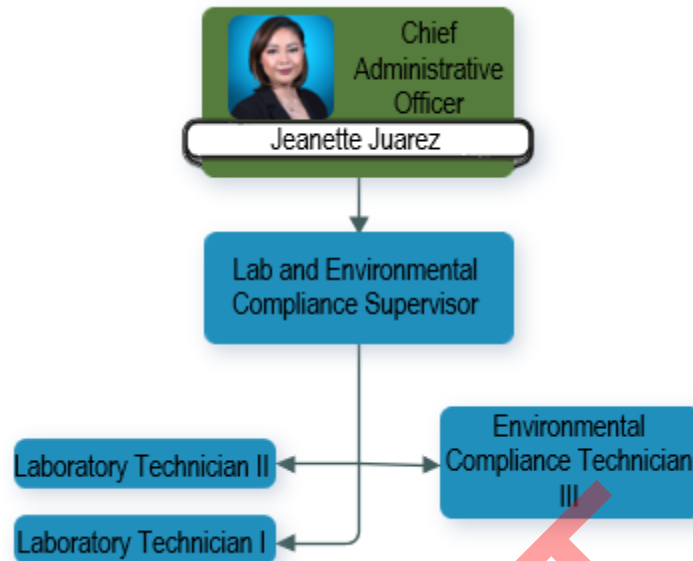 Chief
Administrative
Officer
Jeanette Juarez
Lab and Environmental
Compliance Supervisor
Laboratory Technician II
Environmental
Compliance Technician
III
Laboratory Technician I